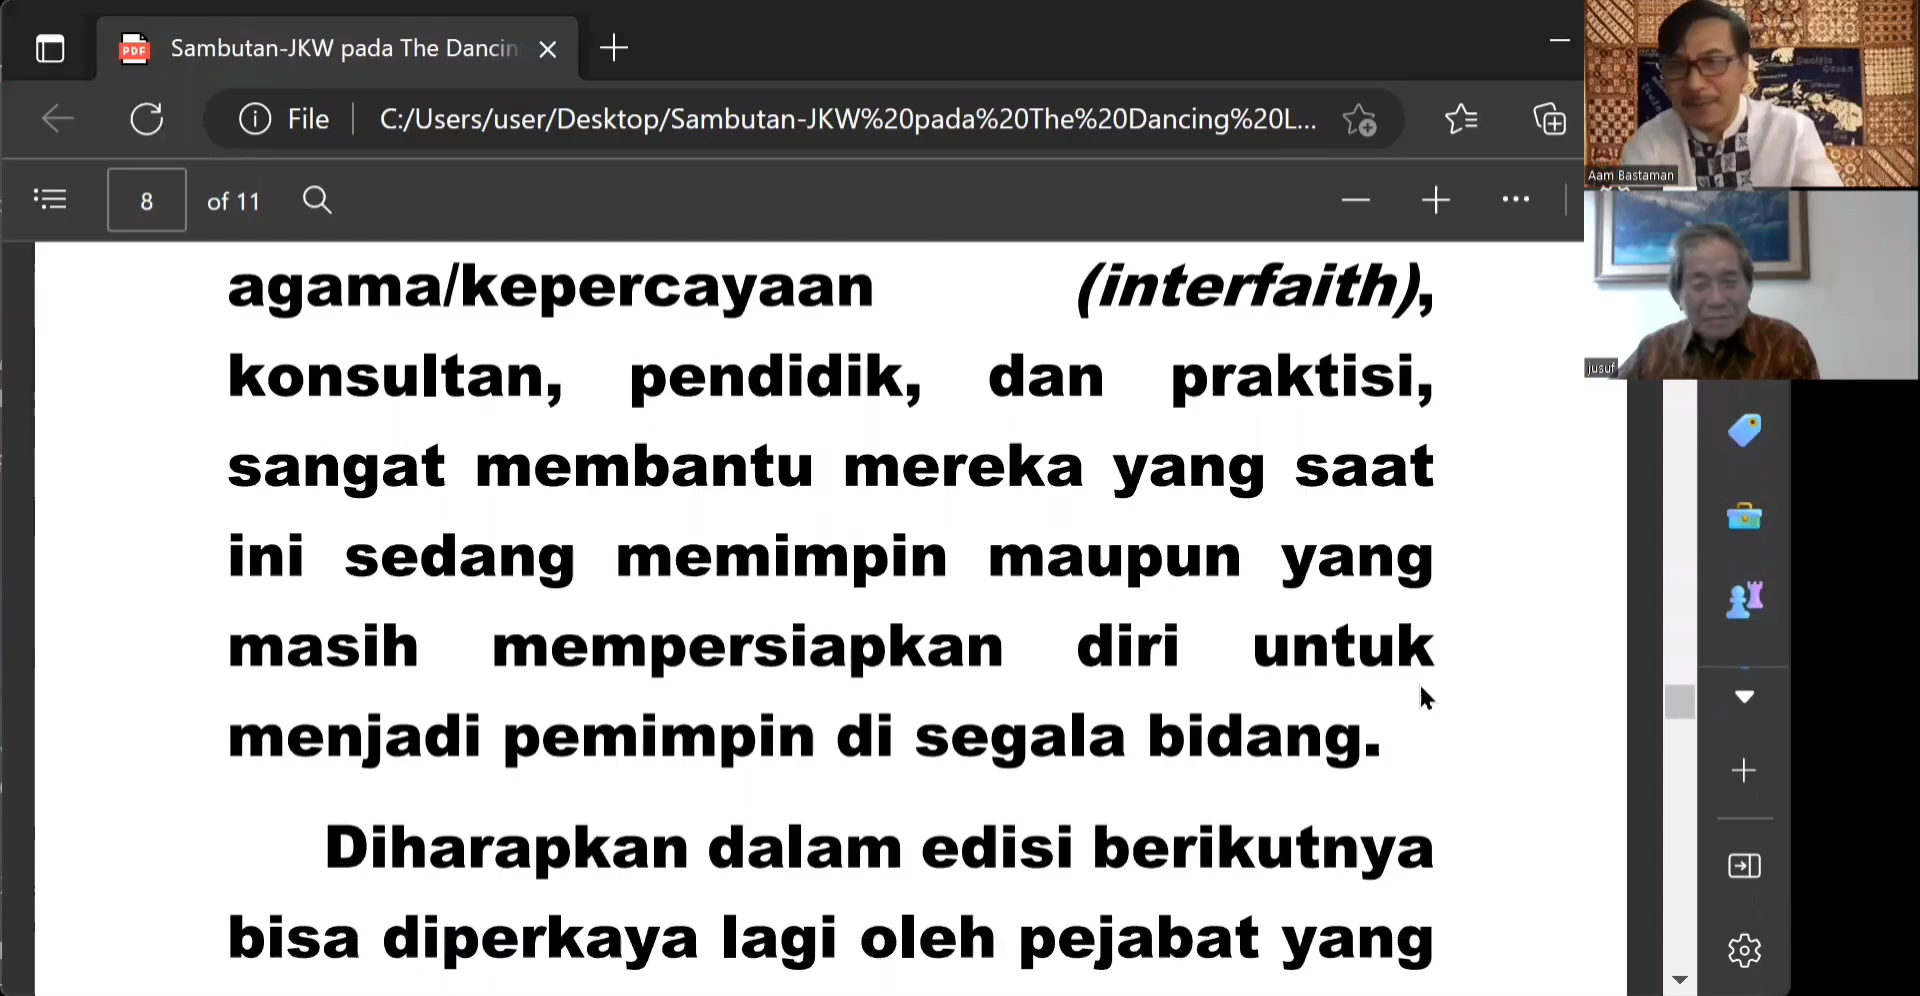 Sambutan-JKW pada The Dancin
File
C:/Users/user/Desktop/Sambutan-JKW%20pada%20The%20Dancing%20L...
8 of 11
agama/kepercayaan (interfaith),
konsultan, pendidik, dan praktisi,
sangat membantu mereka yang saat
ini sedang memimpin maupun yang
masih mempersiapkan diri untuk
menjadi pemimpin di segala bidang.
Diharapkan dalam edisi berikutnya
bisa diperkaya lagi oleh pejabat yang
PDF
Aam Bastaman
jusuf